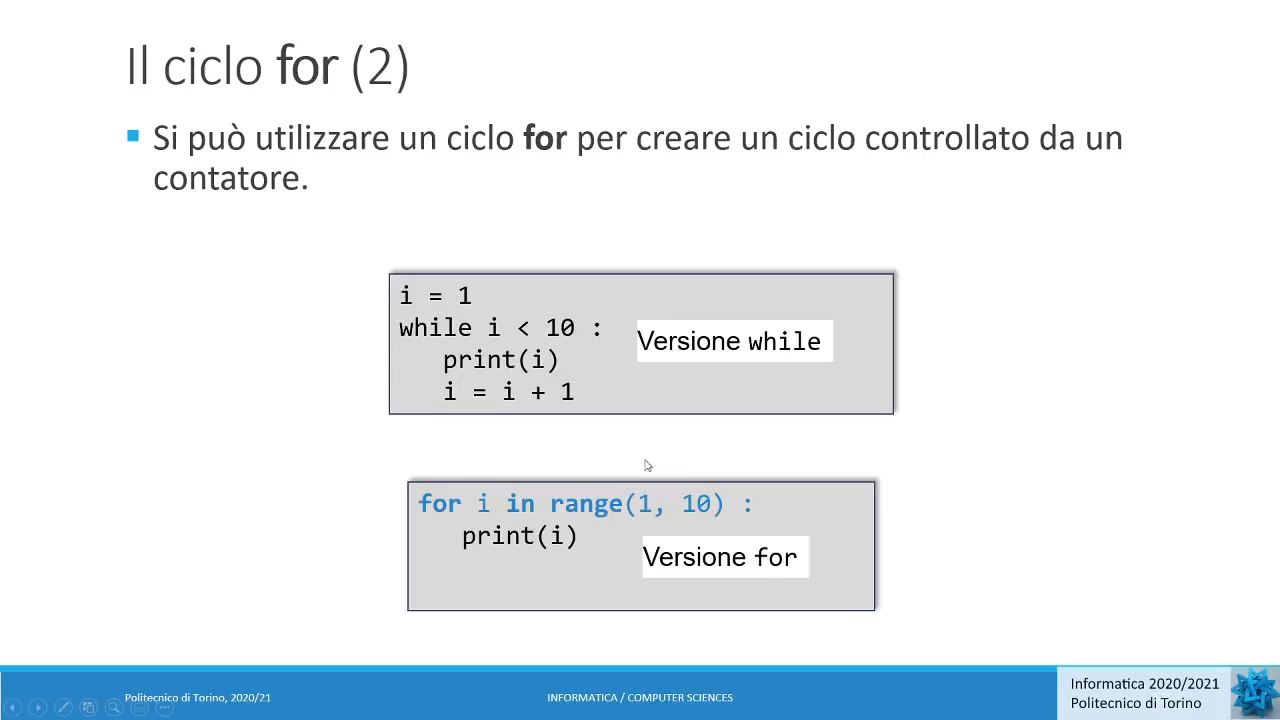 Il ciclo for (2)
Si può utilizzare un ciclo for per creare un ciclo controllato da un
contatore.
i = 1
while i < 10 :
print(i)
i = i + 1
Versione while
for i in range(1, 10) :
print(i)
Versione for
Politecnico di Torino, 2020/21
INFORMATICA / COMPUTER SCIENCES
Informatica 2020/2021
Politecnico di Torino